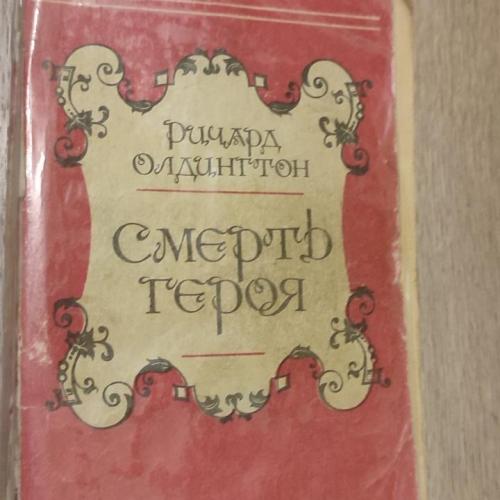 Ричард
Олдингтон
Смерть
героя